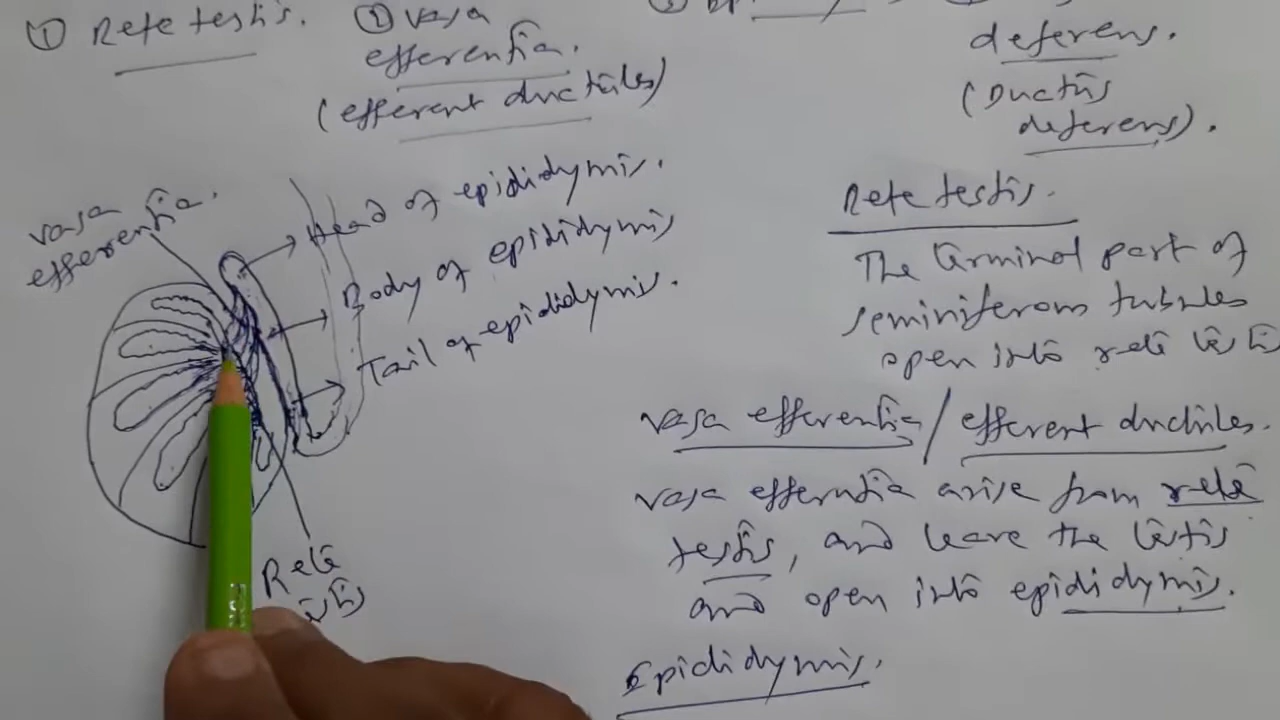 ① Rete testis.
② vasa
efferentia.
(efferent ductules)
deferens.
(Ductus
deferens).
vasa
efferentia.
Head of epididymis.
Body of epididymis
Tail of epididymis.
Rete
Rete testis.
The terminal part of
seminiferous tubules
open into rete testis
vasa efferentia / efferent ductules.
vasa efferentia arise from rete
testis, and leave the testis
and open into epididymis.
Epididymis.